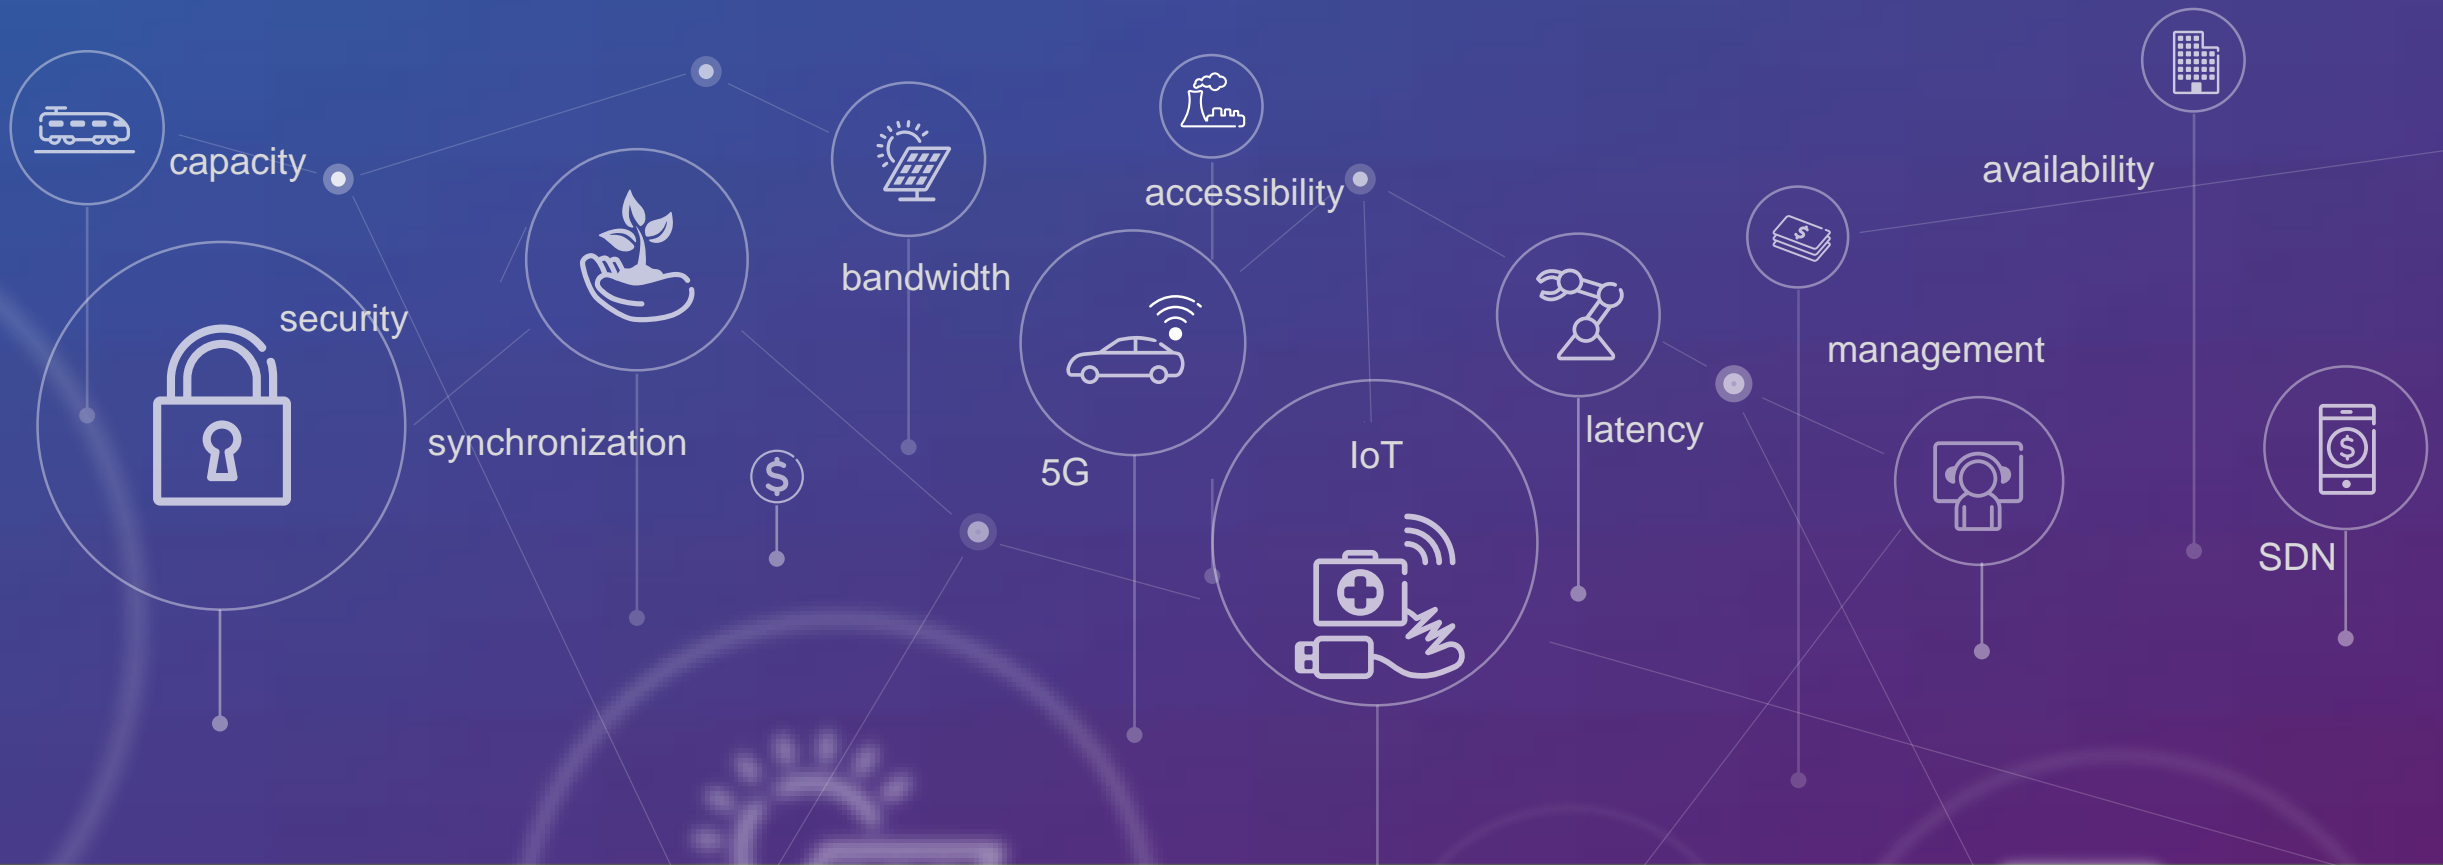 capacity
accessibility
availability
bandwidth
security
management
synchronization
latency
IoT
5G
SDN
$
$
$